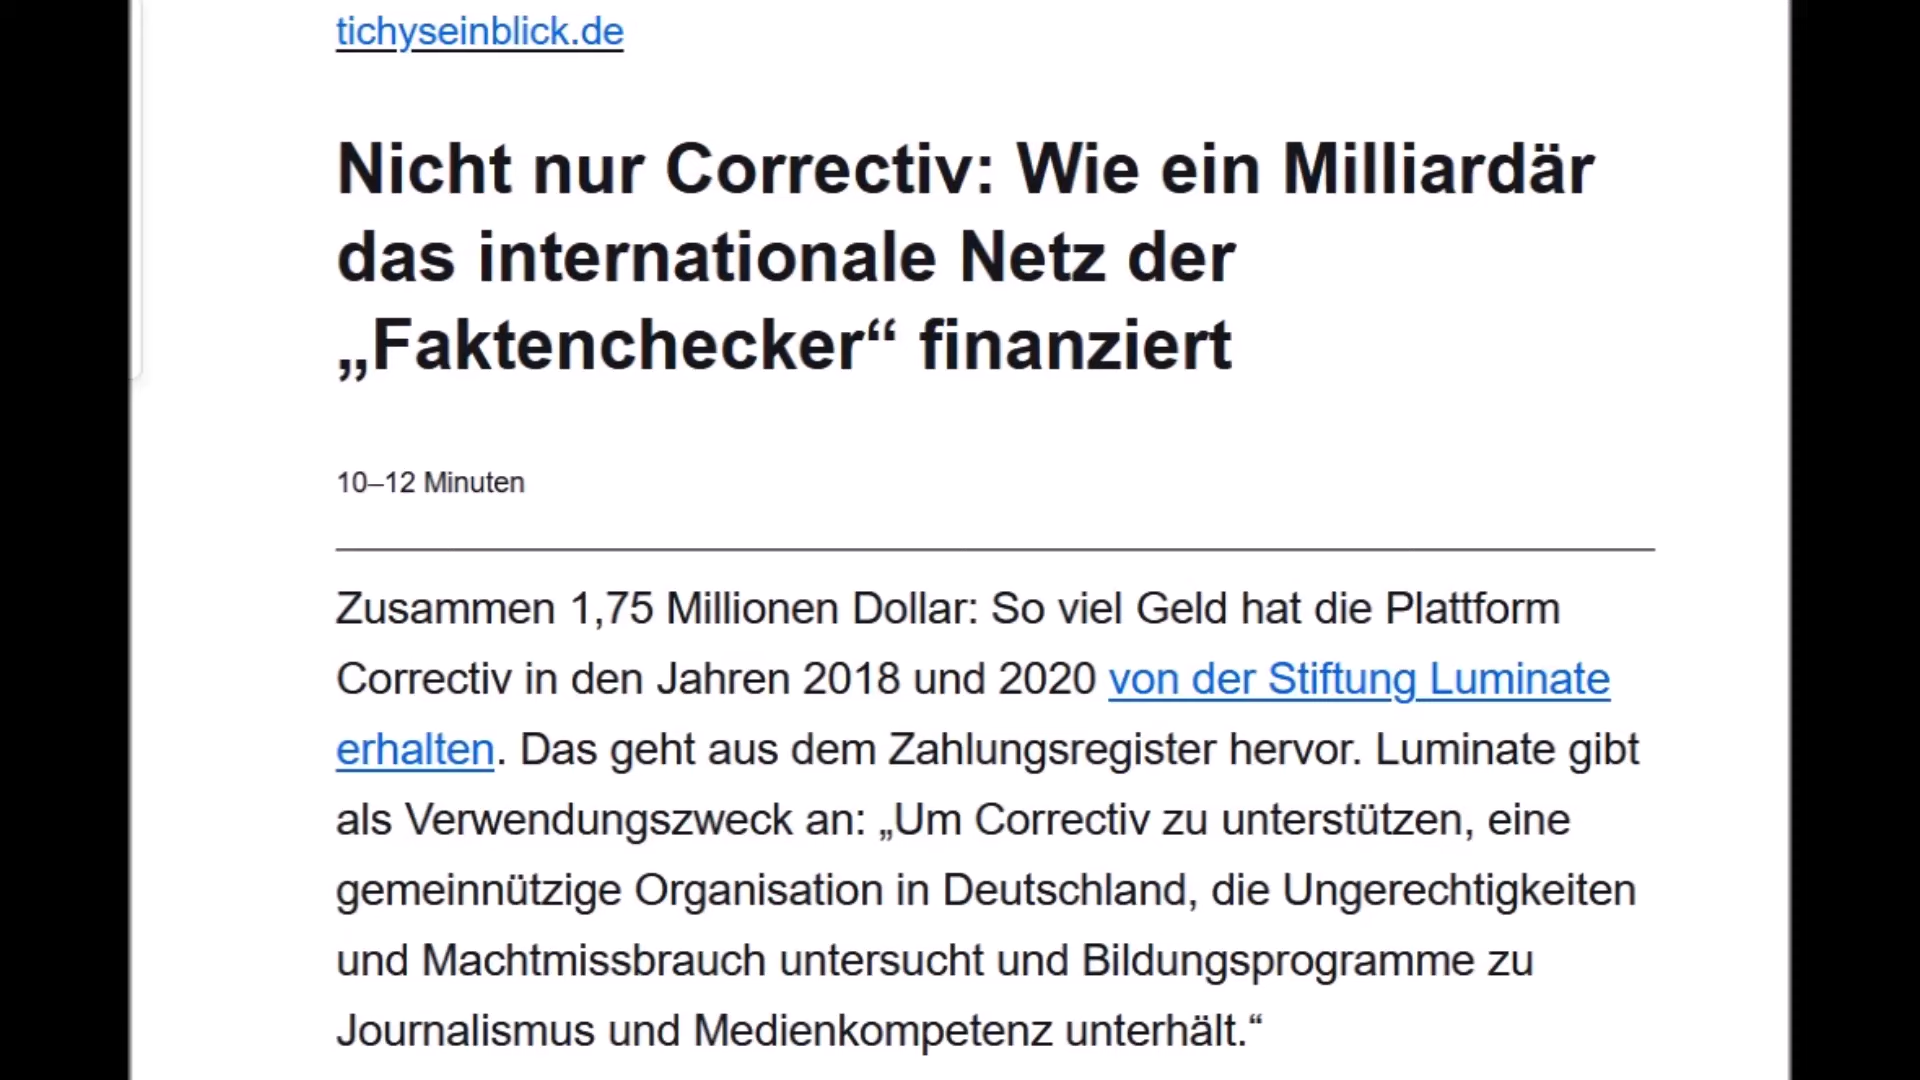 tichyseinblick.de
Nicht nur Correctiv: Wie ein Milliardär
das internationale Netz der
„Faktenchecker“ finanziert
10–12 Minuten
Zusammen 1,75 Millionen Dollar: So viel Geld hat die Plattform
Correctiv in den Jahren 2018 und 2020 von der Stiftung Luminate
erhalten. Das geht aus dem Zahlungsregister hervor. Luminate gibt
als Verwendungszweck an: „Um Correctiv zu unterstützen, eine
gemeinnützige Organisation in Deutschland, die Ungerechtigkeiten
und Machtmissbrauch untersucht und Bildungsprogramme zu
Journalismus und Medienkompetenz unterhält.“